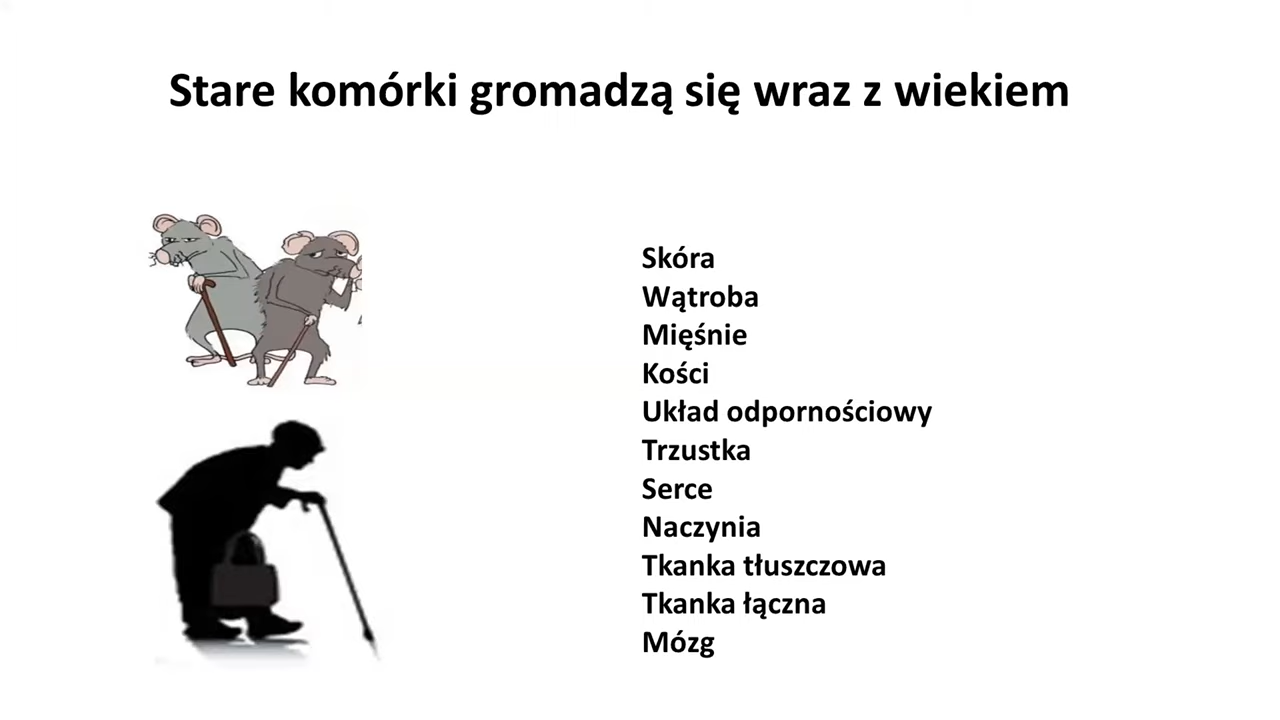 Stare komórki gromadzą się wraz z wiekiem
Skóra
Wątroba
Mięśnie
Kości
Układ odpornościowy
Trzustka
Serce
Naczynia
Tkanka tłuszczowa
Tkanka łączna
Mózg